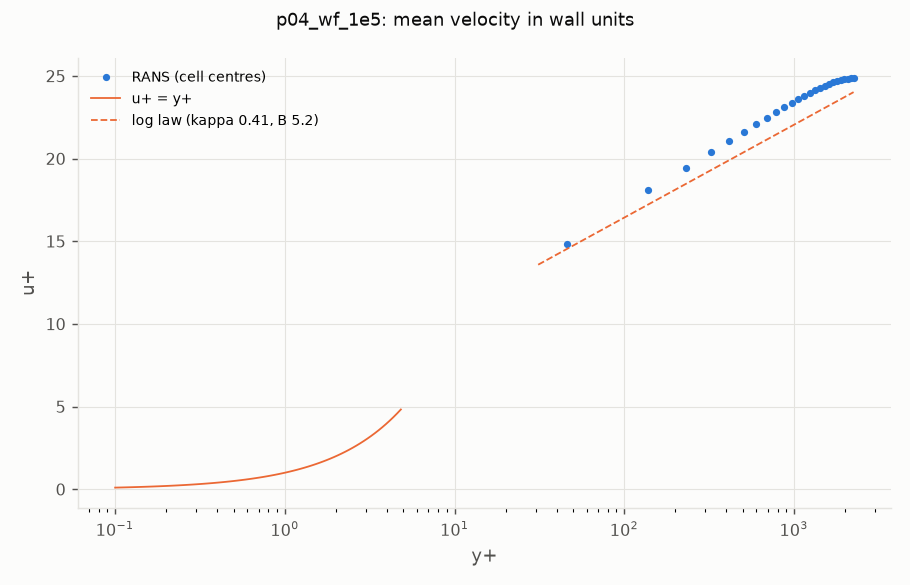 p04_wf_1e5: mean velocity in wall units
RANS (cell centres)
u+ = y+
log law (kappa 0.41, B 5.2)
25
20
15
10
5
0
u+
10⁻¹ 10⁰ 10¹ 10² 10³
y+